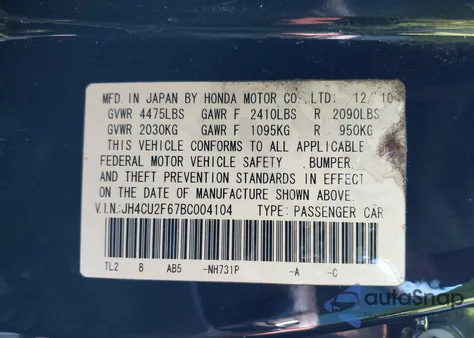 MFD. IN JAPAN BY HONDA MOTOR CO., LTD. 12/10
GVWR 4475LBS GAWR F 2410LBS R 2090LBS
GVWR 2030KG GAWR F 1095KG R 950KG
THIS VEHICLE CONFORMS TO ALL APPLICABLE
FEDERAL MOTOR VEHICLE SAFETY ,BUMPER,
AND THEFT PREVENTION STANDARDS IN EFFECT
ON THE DATE OF MANUFACTURE SHOWN ABOVE.
V.I.N:JH4CU2F67BC004104 TYPE: PASSENGER CAR
TL2 B AB5 -NH731P -A -C
autoSnap